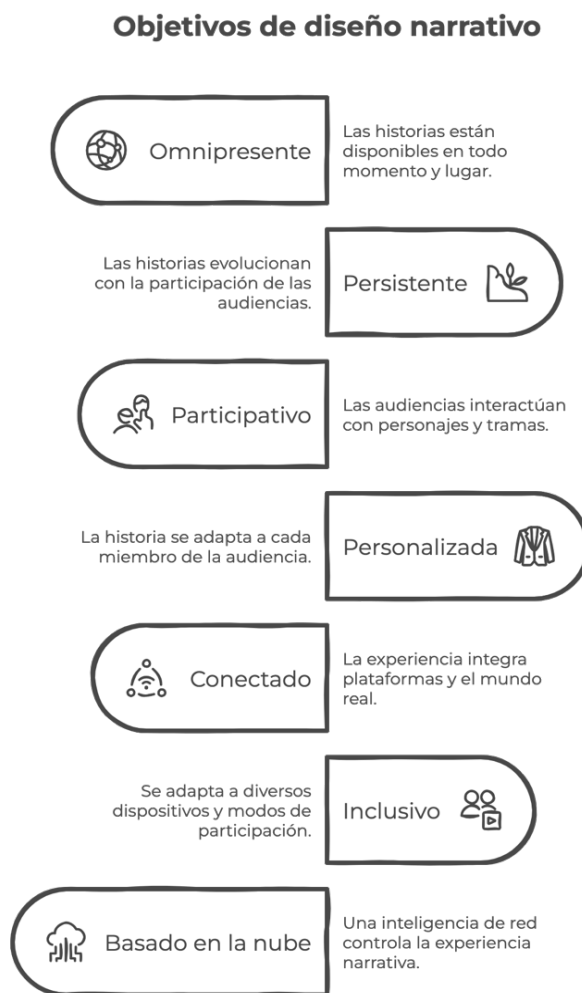 Objetivos de diseño narrativo
Omnipresente
Las historias están
disponibles en todo
momento y lugar.
Las historias evolucionan
con la participación de las
audiencias.
Persistente
Participativo
Las audiencias interactúan
con personajes y tramas.
La historia se adapta a cada
miembro de la audiencia.
Personalizada
Conectado
La experiencia integra
plataformas y el mundo
real.
Se adapta a diversos
dispositivos y modos de
participación.
Inclusivo
Basado en la nube
Una inteligencia de red
controla la experiencia
narrativa.